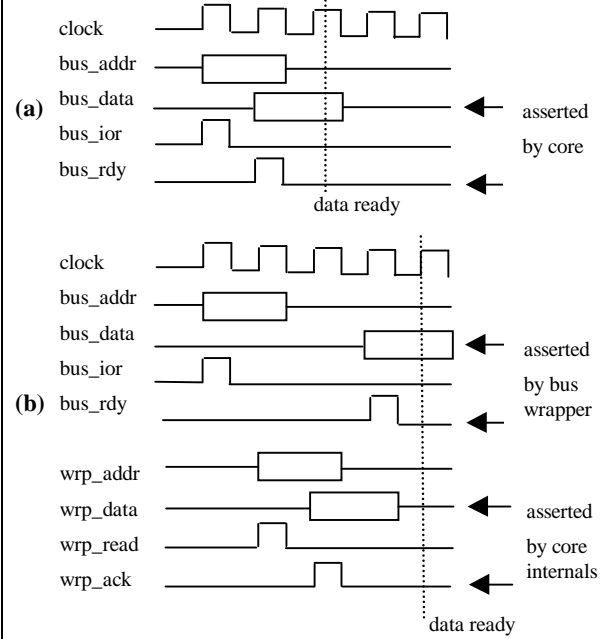 clock
bus_addr
(a)
bus_data
asserted
bus_ior
by core
bus_rdy
data ready
clock
bus_addr
bus_data
asserted
bus_ior
by bus
(b)
bus_rdy
wrapper
wrp_addr
wrp_data
asserted
wrp_read
by core
wrp_ack
internals
data ready